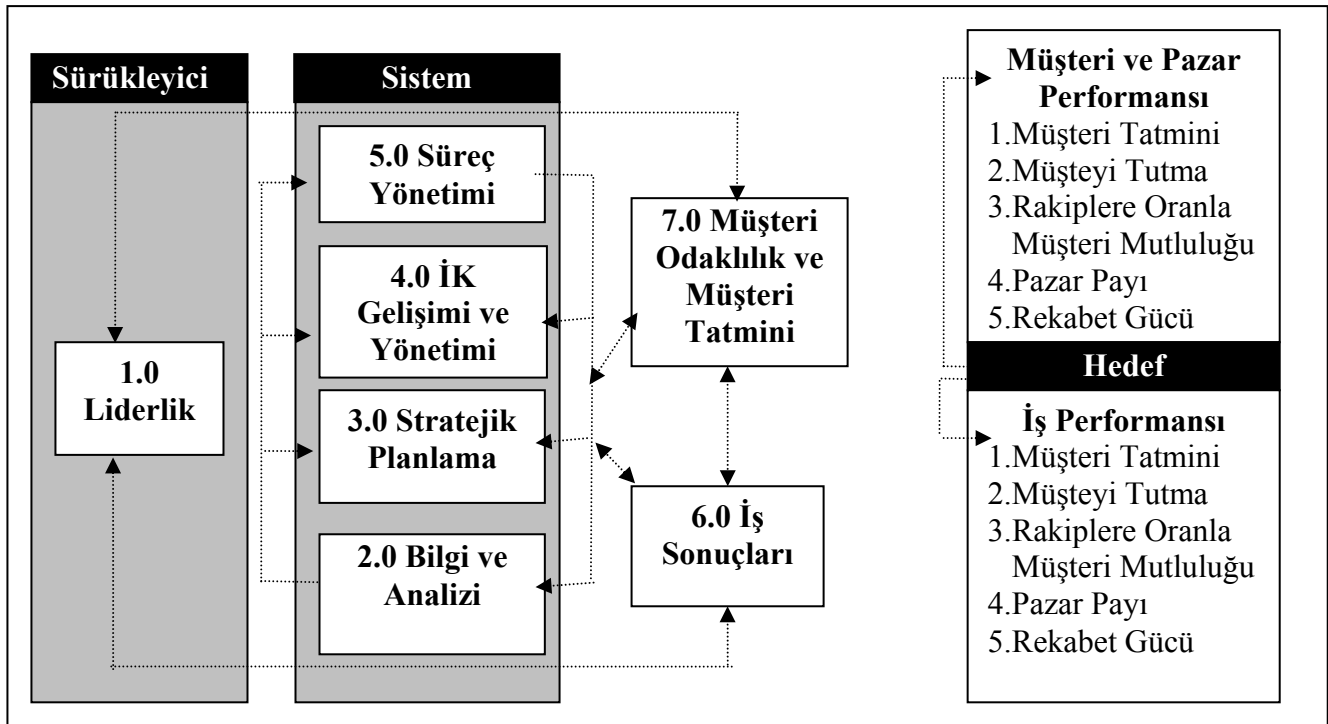 Sürükleyici
1.0
Liderlik
Sistem
5.0 Süreç
Yönetimi
4.0 İK
Gelişimi ve
Yönetimi
3.0 Stratejik
Planlama
2.0 Bilgi ve
Analizi
7.0 Müşteri
Odaklılık ve
Müşteri
Tatmini
6.0 İş
Sonuçları
Müşteri ve Pazar
Performansı
1.Müşteri Tatmini
2.Müşteyi Tutma
3.Rakiplere Oranla
Müşteri Mutluluğu
4.Pazar Payı
5.Rekabet Gücü
Hedef
İş Performansı
1.Müşteri Tatmini
2.Müşteyi Tutma
3.Rakiplere Oranla
Müşteri Mutluluğu
4.Pazar Payı
5.Rekabet Gücü